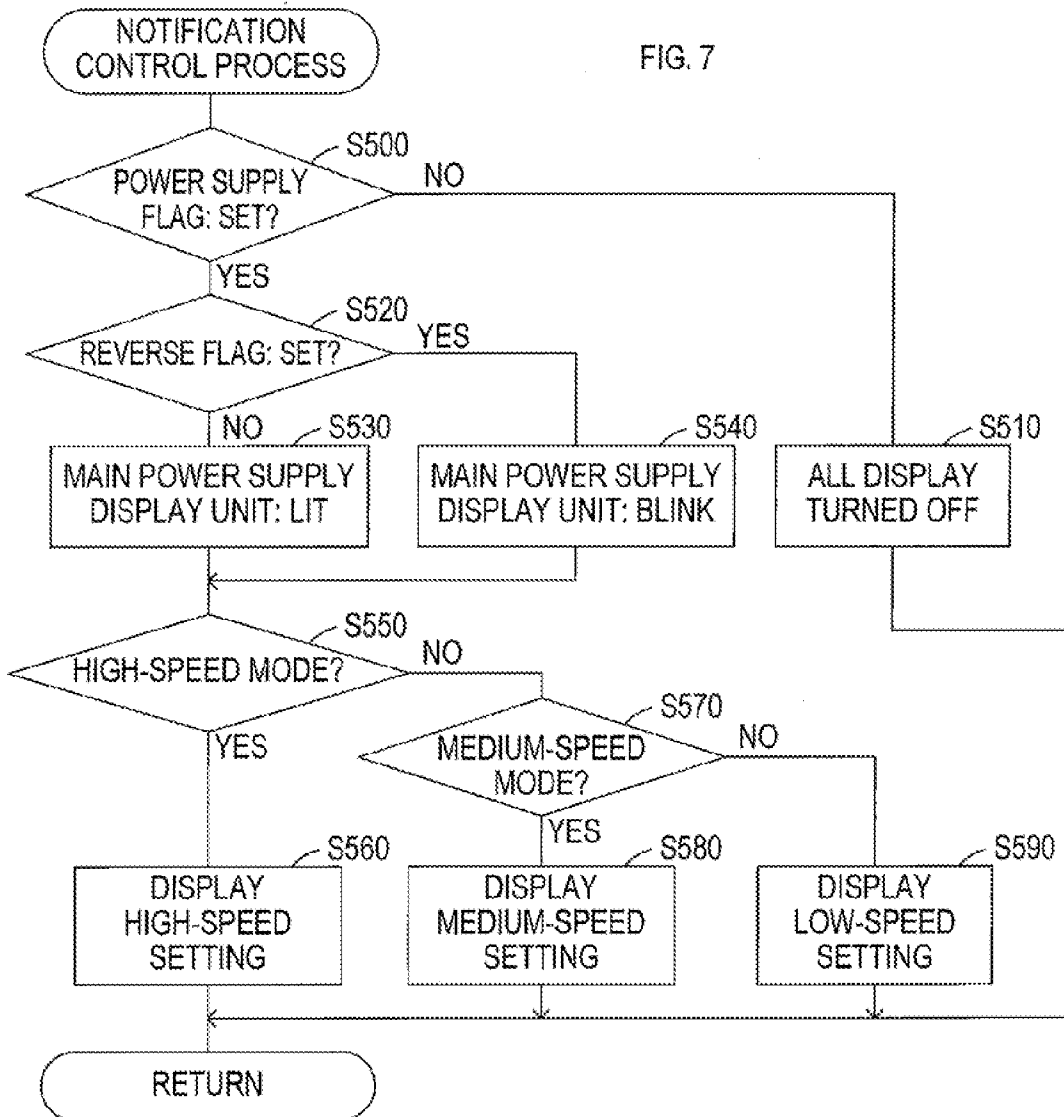 NOTIFICATION
CONTROL PROCESS
FIG. 7
S500
POWER SUPPLY
FLAG: SET?
NO
YES
S520
REVERSE FLAG: SET?
YES
NO
S530
MAIN POWER SUPPLY
DISPLAY UNIT: LIT
S540
MAIN POWER SUPPLY
DISPLAY UNIT: BLINK
S510
ALL DISPLAY
TURNED OFF
S550
HIGH-SPEED MODE?
NO
YES
S570
MEDIUM-SPEED
MODE?
NO
YES
S560
DISPLAY
HIGH-SPEED
SETTING
S580
DISPLAY
MEDIUM-SPEED
SETTING
S590
DISPLAY
LOW-SPEED
SETTING
RETURN